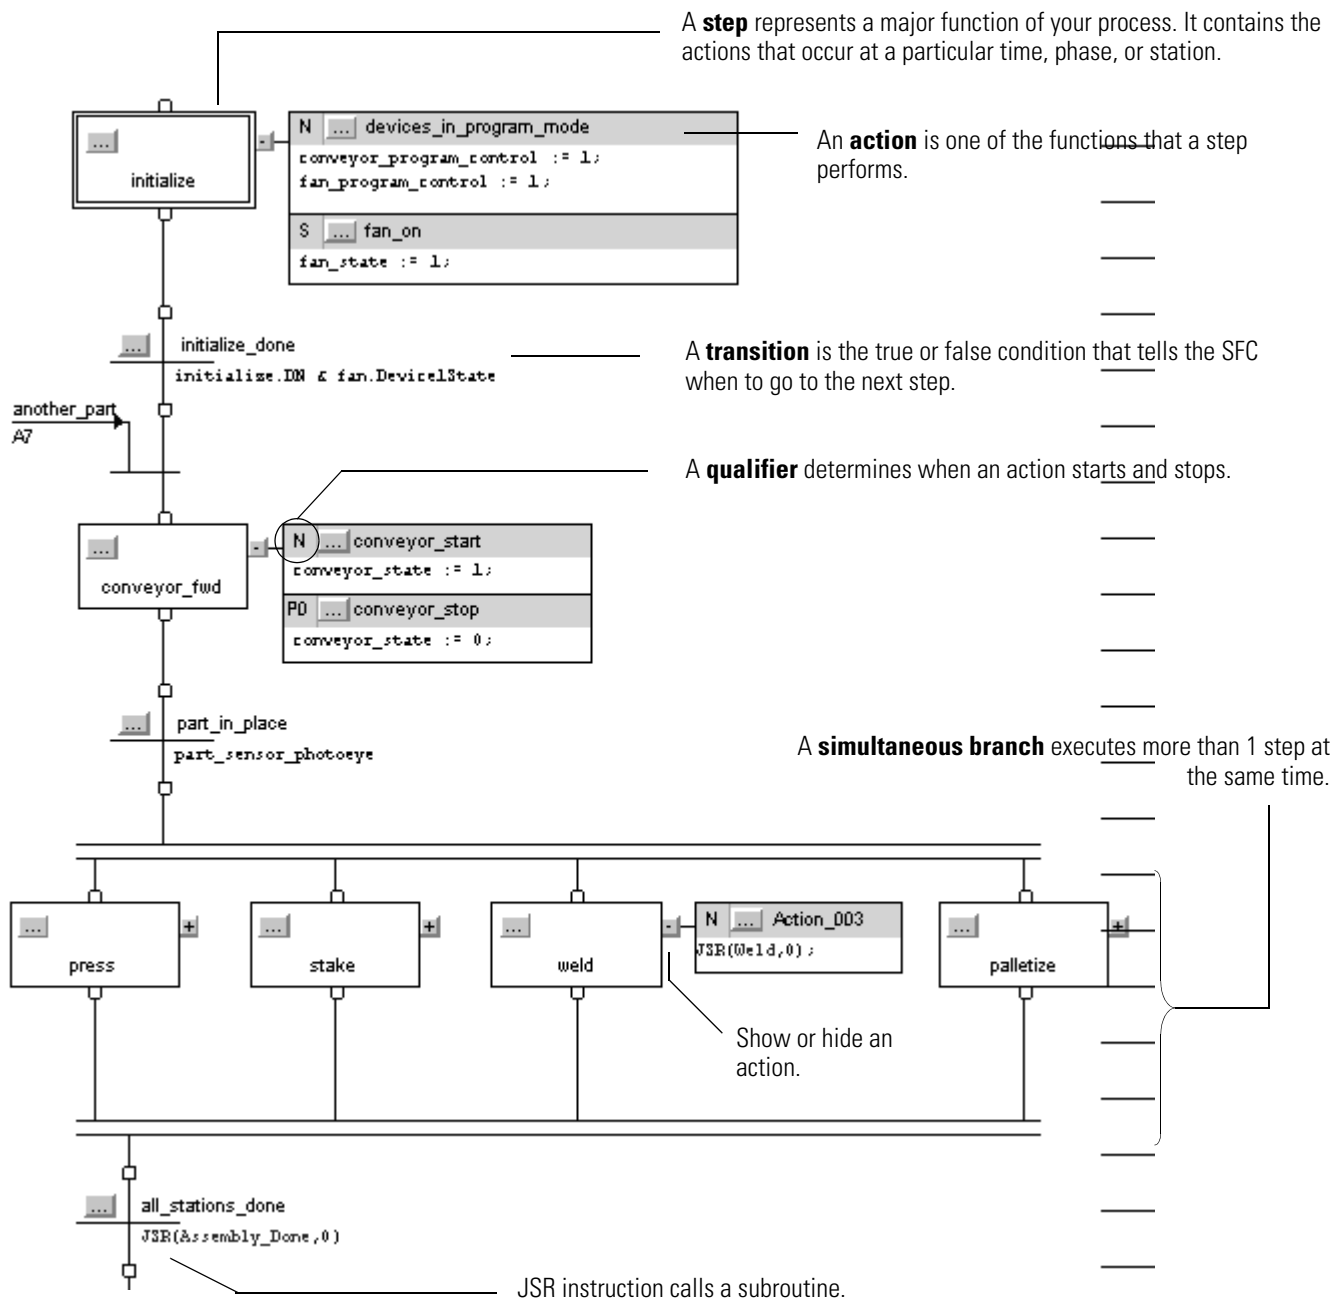 A step represents a major function of your process. It contains the
actions that occur at a particular time, phase, or station.
... initialize
N ... devices_in_program_mode
conveyor_program_control := 1;
fan_program_control := 1;
S ... fan_on
fan_state := 1;
An action is one of the functions that a step
performs.
... initialize_done
initialize.DN & fan.Device1State
A transition is the true or false condition that tells the SFC
when to go to the next step.
another_part
A7
A qualifier determines when an action starts and stops.
... conveyor_fwd
N ... conveyor_start
conveyor_state := 1;
P0 ... conveyor_stop
conveyor_state := 0;
... part_in_place
part_sensor_photoeye
A simultaneous branch executes more than 1 step at
the same time.
... press +
... stake +
... weld -
N ... Action_003
JSR(Weld,0);
... palletize +
Show or hide an
action.
... all_stations_done
JSR(Assembly_Done,0)
JSR instruction calls a subroutine.